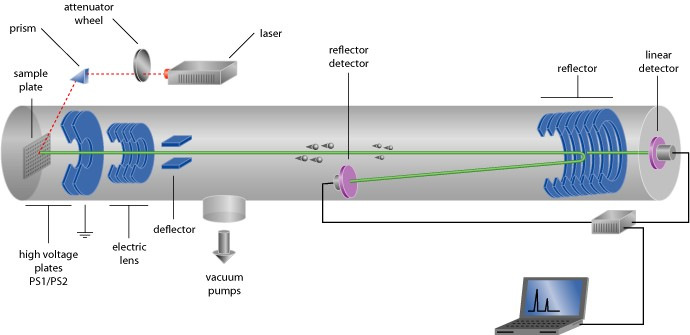 attenuator
wheel
prism
laser
sample
plate
reflector
detector
reflector
linear
detector
high voltage
plates
PS1/PS2
electric
lens
deflector
vacuum
pumps